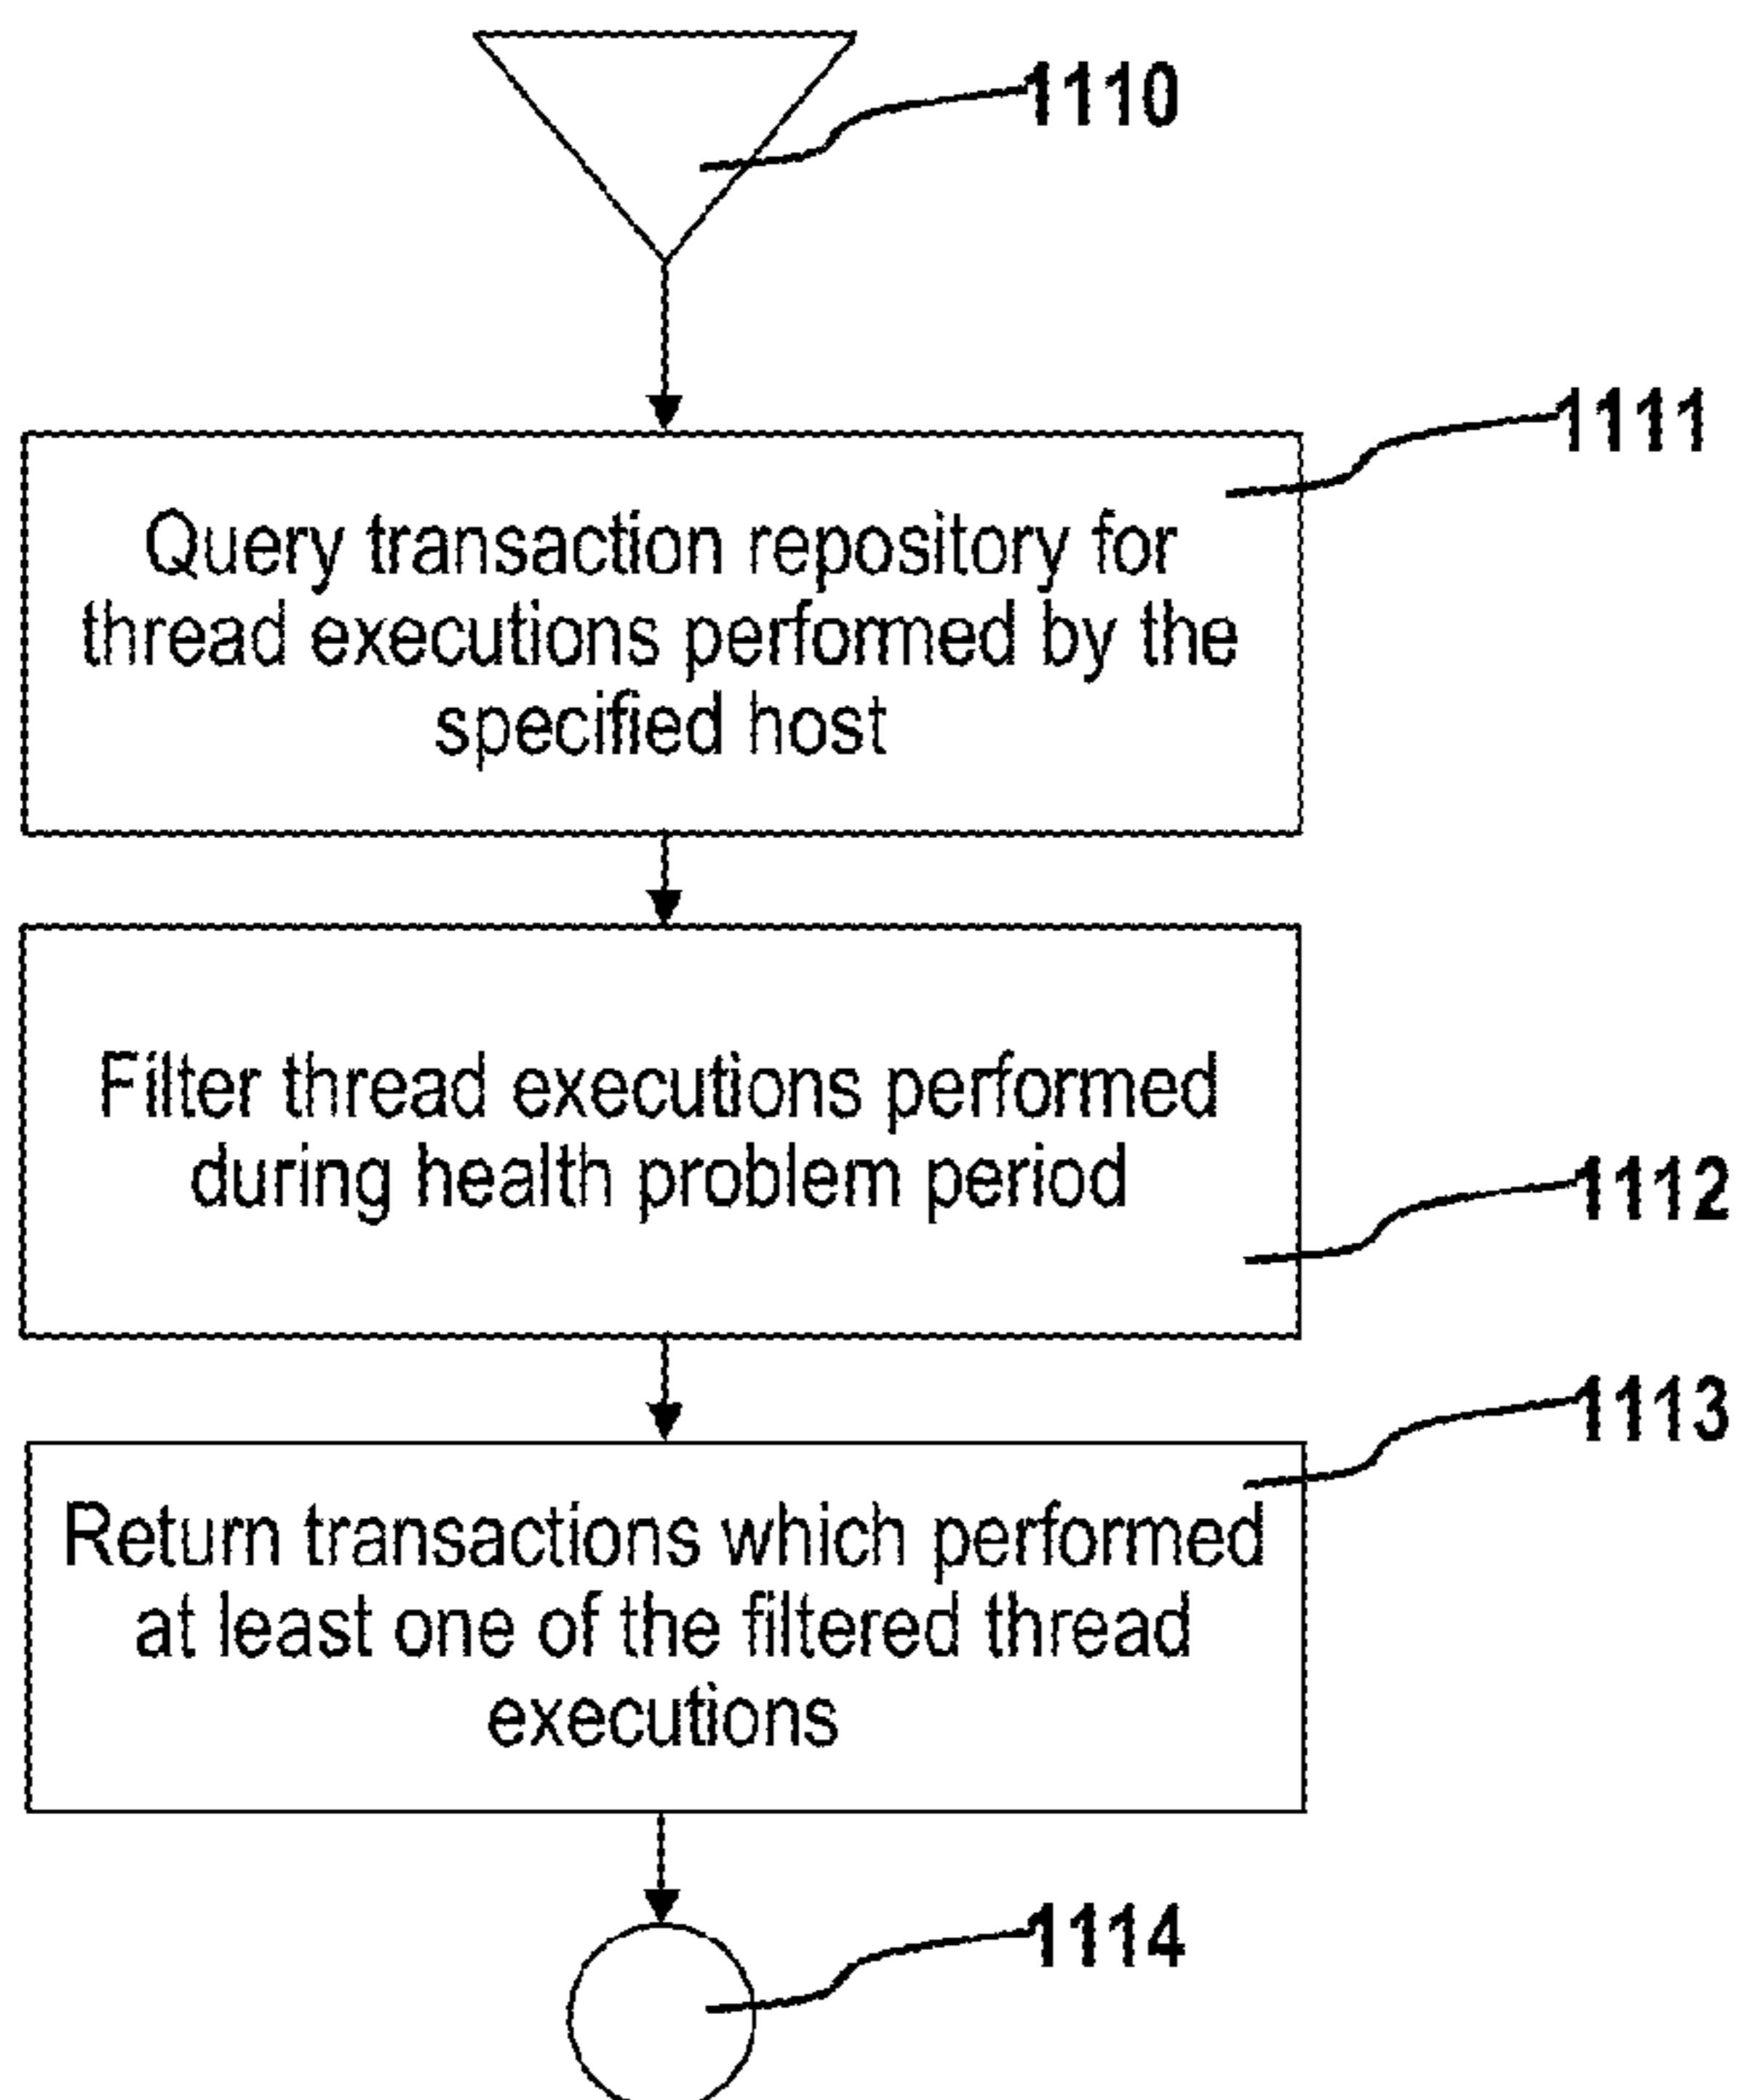 1110
1111
Query transaction repository for
thread executions performed by the
specified host
Filter thread executions performed
during health problem period
1112
1113
Return transactions which performed
at least one of the filtered thread
executions
1114